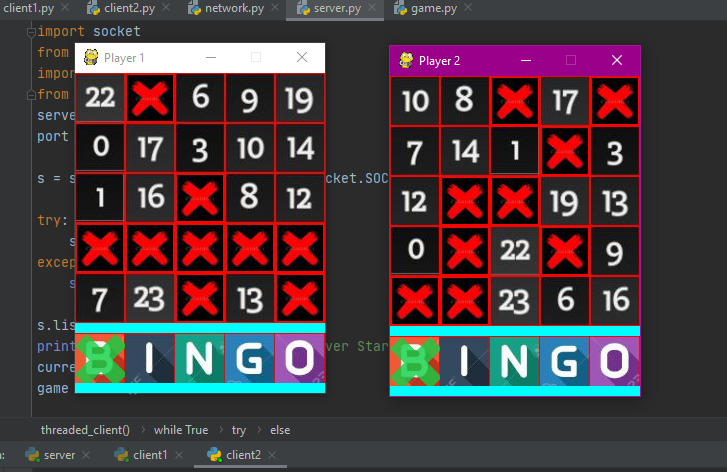 client1.py client2.py network.py server.py game.py
import socket
from
impor
from
serve
port
s = s cket.SOC
try:
s
excep
s
s.lis
print ver Star
curre
game
Player 1
22 6 9 19
0 17 3 10 14
1 16 8 12
7 23 13
B I N G O
Player 2
10 8 17
7 14 1 3
12 19 13
0 22 9
23 6 16
B I N G O
threaded_client() while True try else
n: server client1 client2